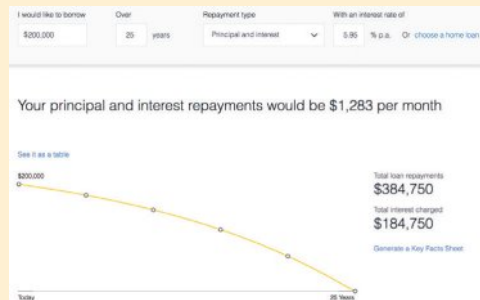 I would like to borrow Over Repayment type With an interest rate of
$200,000 25 years Principal and interest 5.95 % p.a. Or choose a home loan
Your principal and interest repayments would be $1,283 per month
See it as a table
$200,000
Total loan repayments
$384,750
Total interest charged
$184,750
Generate a Key Facts Sheet
Today 25 Years